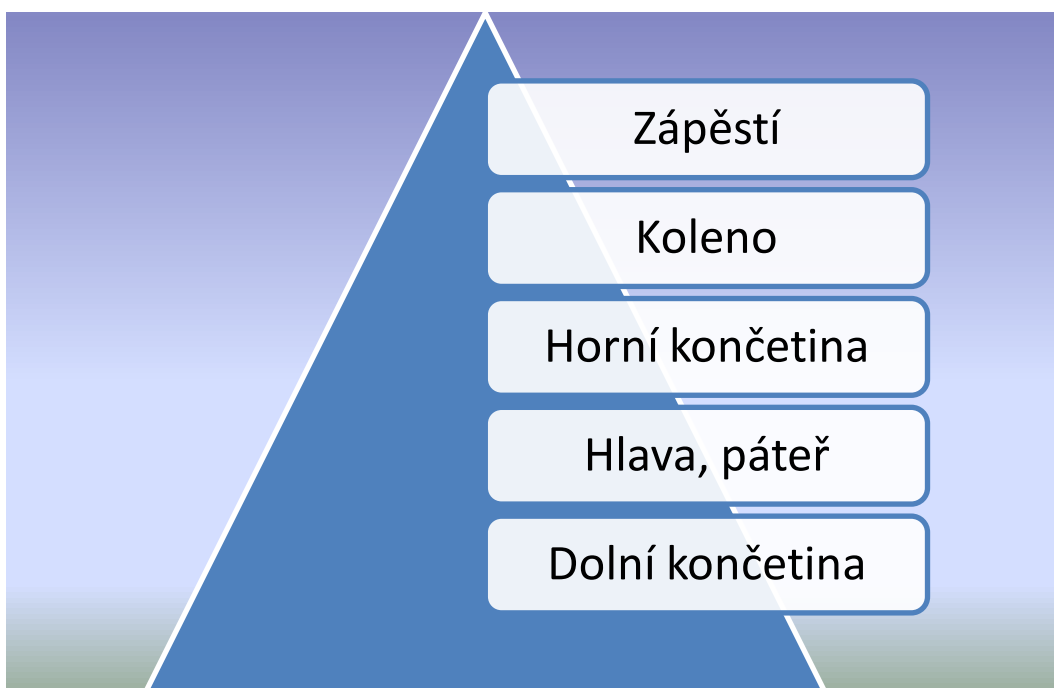 Zápěstí
Koleno
Horní končetina
Hlava, páteř
Dolní končetina